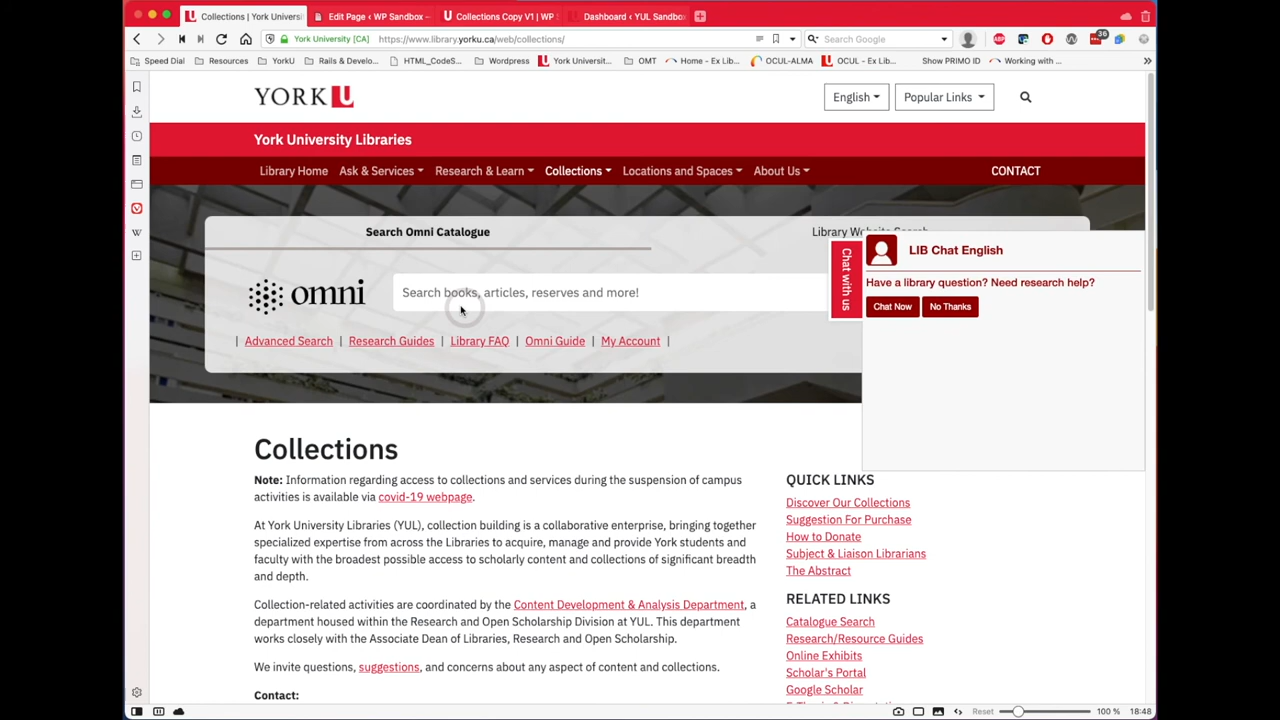 Collections | York Universi
Edit Page ‹ WP Sandbox —
Collections Copy V1 | WP
Dashboard ‹ YUL Sandbo
York University [CA]
https://www.library.yorku.ca/web/collections/
Search Google
36
Speed Dial
Resources
YorkU
Rails & Develo...
HTML_CodeS...
Wordpress
York Universit...
OMT
Home - Ex Lib...
OCUL-ALMA
OCUL - Ex Lib...
Show PRIMO ID
Working with ...
YORK U
English
Popular Links
York University Libraries
Library Home
Ask & Services
Research & Learn
Collections
Locations and Spaces
About Us
CONTACT
Search Omni Catalogue
Library Website Search
omni
Search books, articles, reserves and more!
| Advanced Search | Research Guides | Library FAQ | Omni Guide | My Account |
Chat with us
LIB Chat English
Have a library question? Need research help?
Chat Now
No Thanks
Collections
Note: Information regarding access to collections and services during the suspension of campus
activities is available via covid-19 webpage.
At York University Libraries (YUL), collection building is a collaborative enterprise, bringing together
specialized expertise from across the Libraries to acquire, manage and provide York students and
faculty with the broadest possible access to scholarly content and collections of significant breadth
and depth.
Collection-related activities are coordinated by the Content Development & Analysis Department, a
department housed within the Research and Open Scholarship Division at YUL. This department
works closely with the Associate Dean of Libraries, Research and Open Scholarship.
We invite questions, suggestions, and concerns about any aspect of content and collections.
Contact:
QUICK LINKS
Discover Our Collections
Suggestion For Purchase
How to Donate
Subject & Liaison Librarians
The Abstract
RELATED LINKS
Catalogue Search
Research/Resource Guides
Online Exhibits
Scholar's Portal
Google Scholar
Reset
100 %
18:48